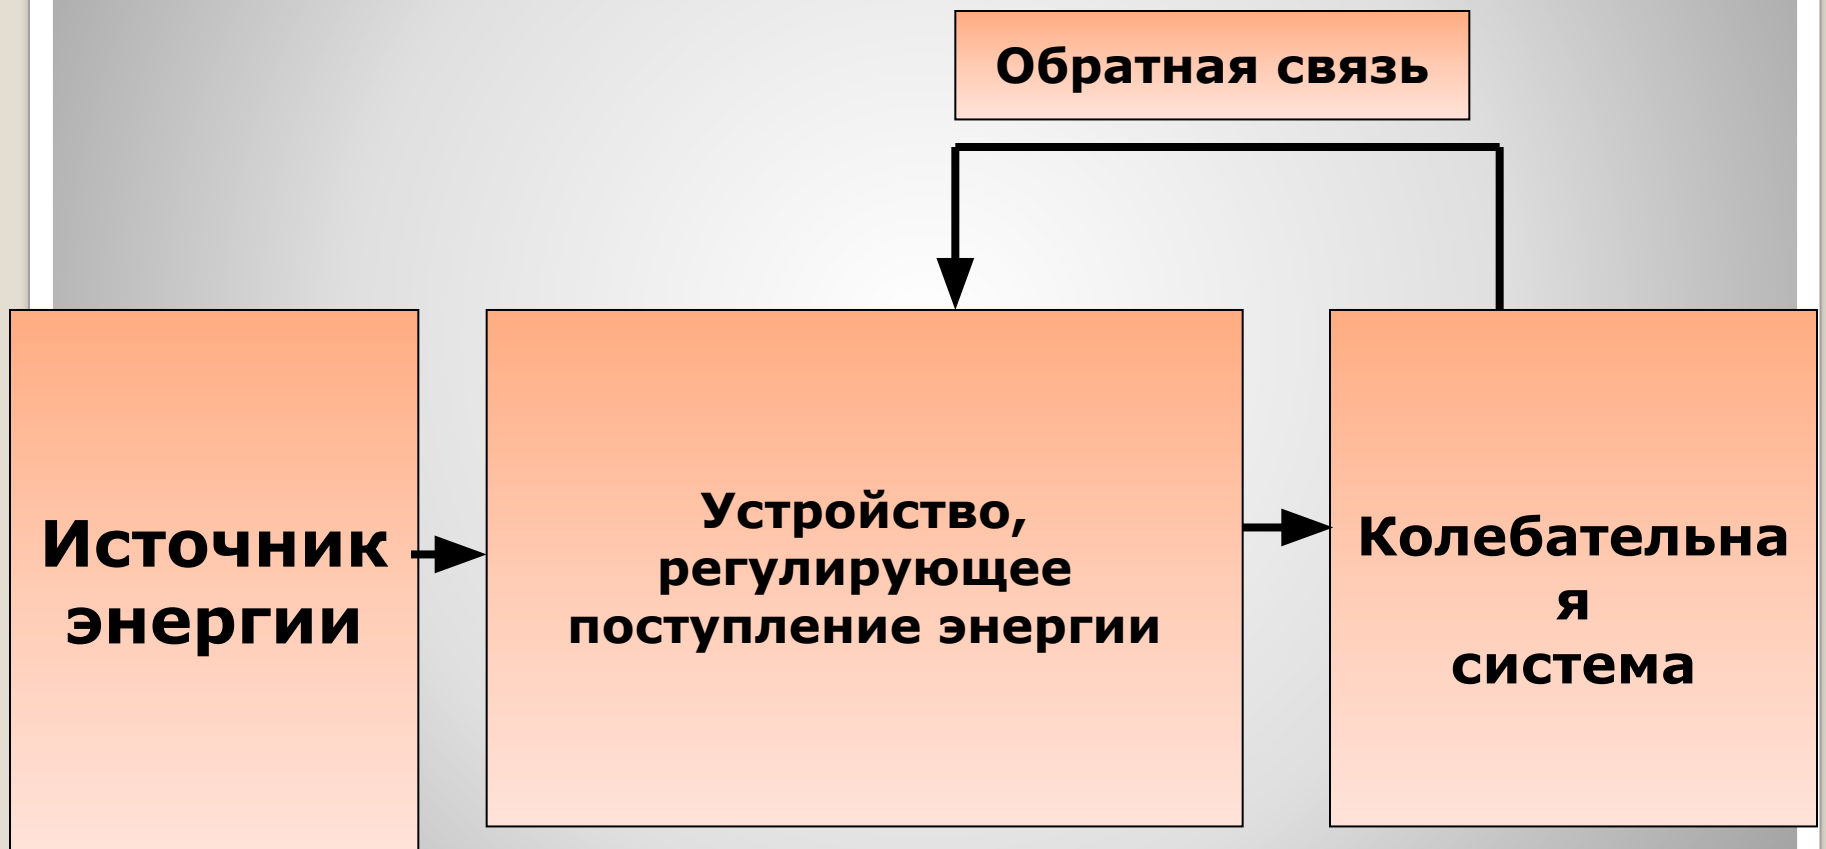 Обратная связь
Источник
энергии
Устройство,
регулирующее
поступление энергии
Колебательна
я
система